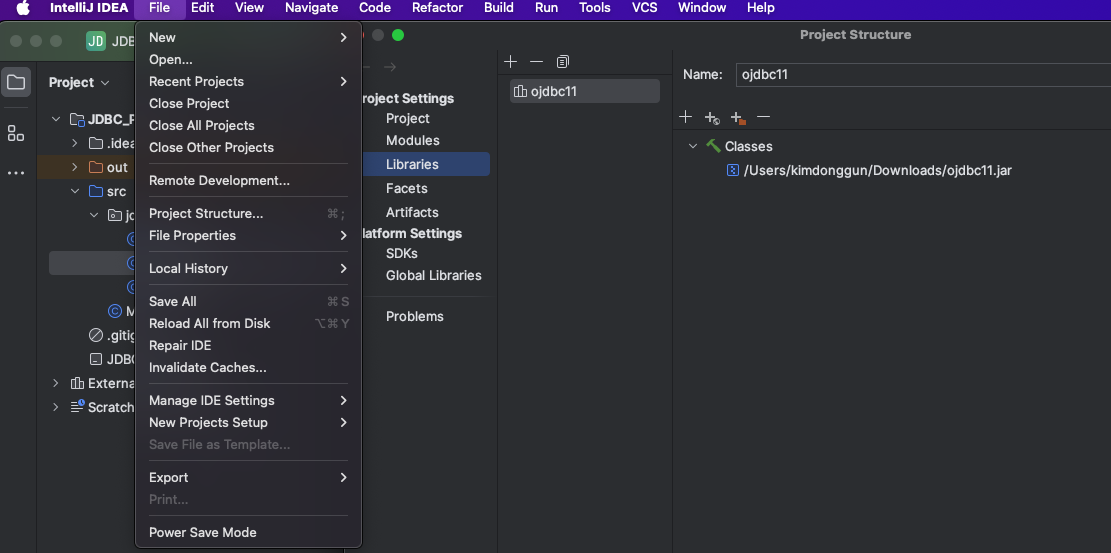 IntelliJ IDEA File Edit View Navigate Code Refactor Build Run Tools VCS Window Help
JD JDB
Project
JDBC_P
.idea
out
src
jd
M
.gitig
JDBC
Externa
Scratch
New
Open...
Recent Projects
Close Project
Close All Projects
Close Other Projects
Remote Development...
Project Structure... ⌘ ;
File Properties
Local History
Save All ⌘ S
Reload All from Disk ⌥⌘ Y
Repair IDE
Invalidate Caches...
Manage IDE Settings
New Projects Setup
Save File as Template...
Export
Print...
Power Save Mode
Project Structure
roject Settings
Project
Modules
Libraries
Facets
Artifacts
latform Settings
SDKs
Global Libraries
Problems
ojdbc11
Name: ojdbc11
Classes
/Users/kimdonggun/Downloads/ojdbc11.jar